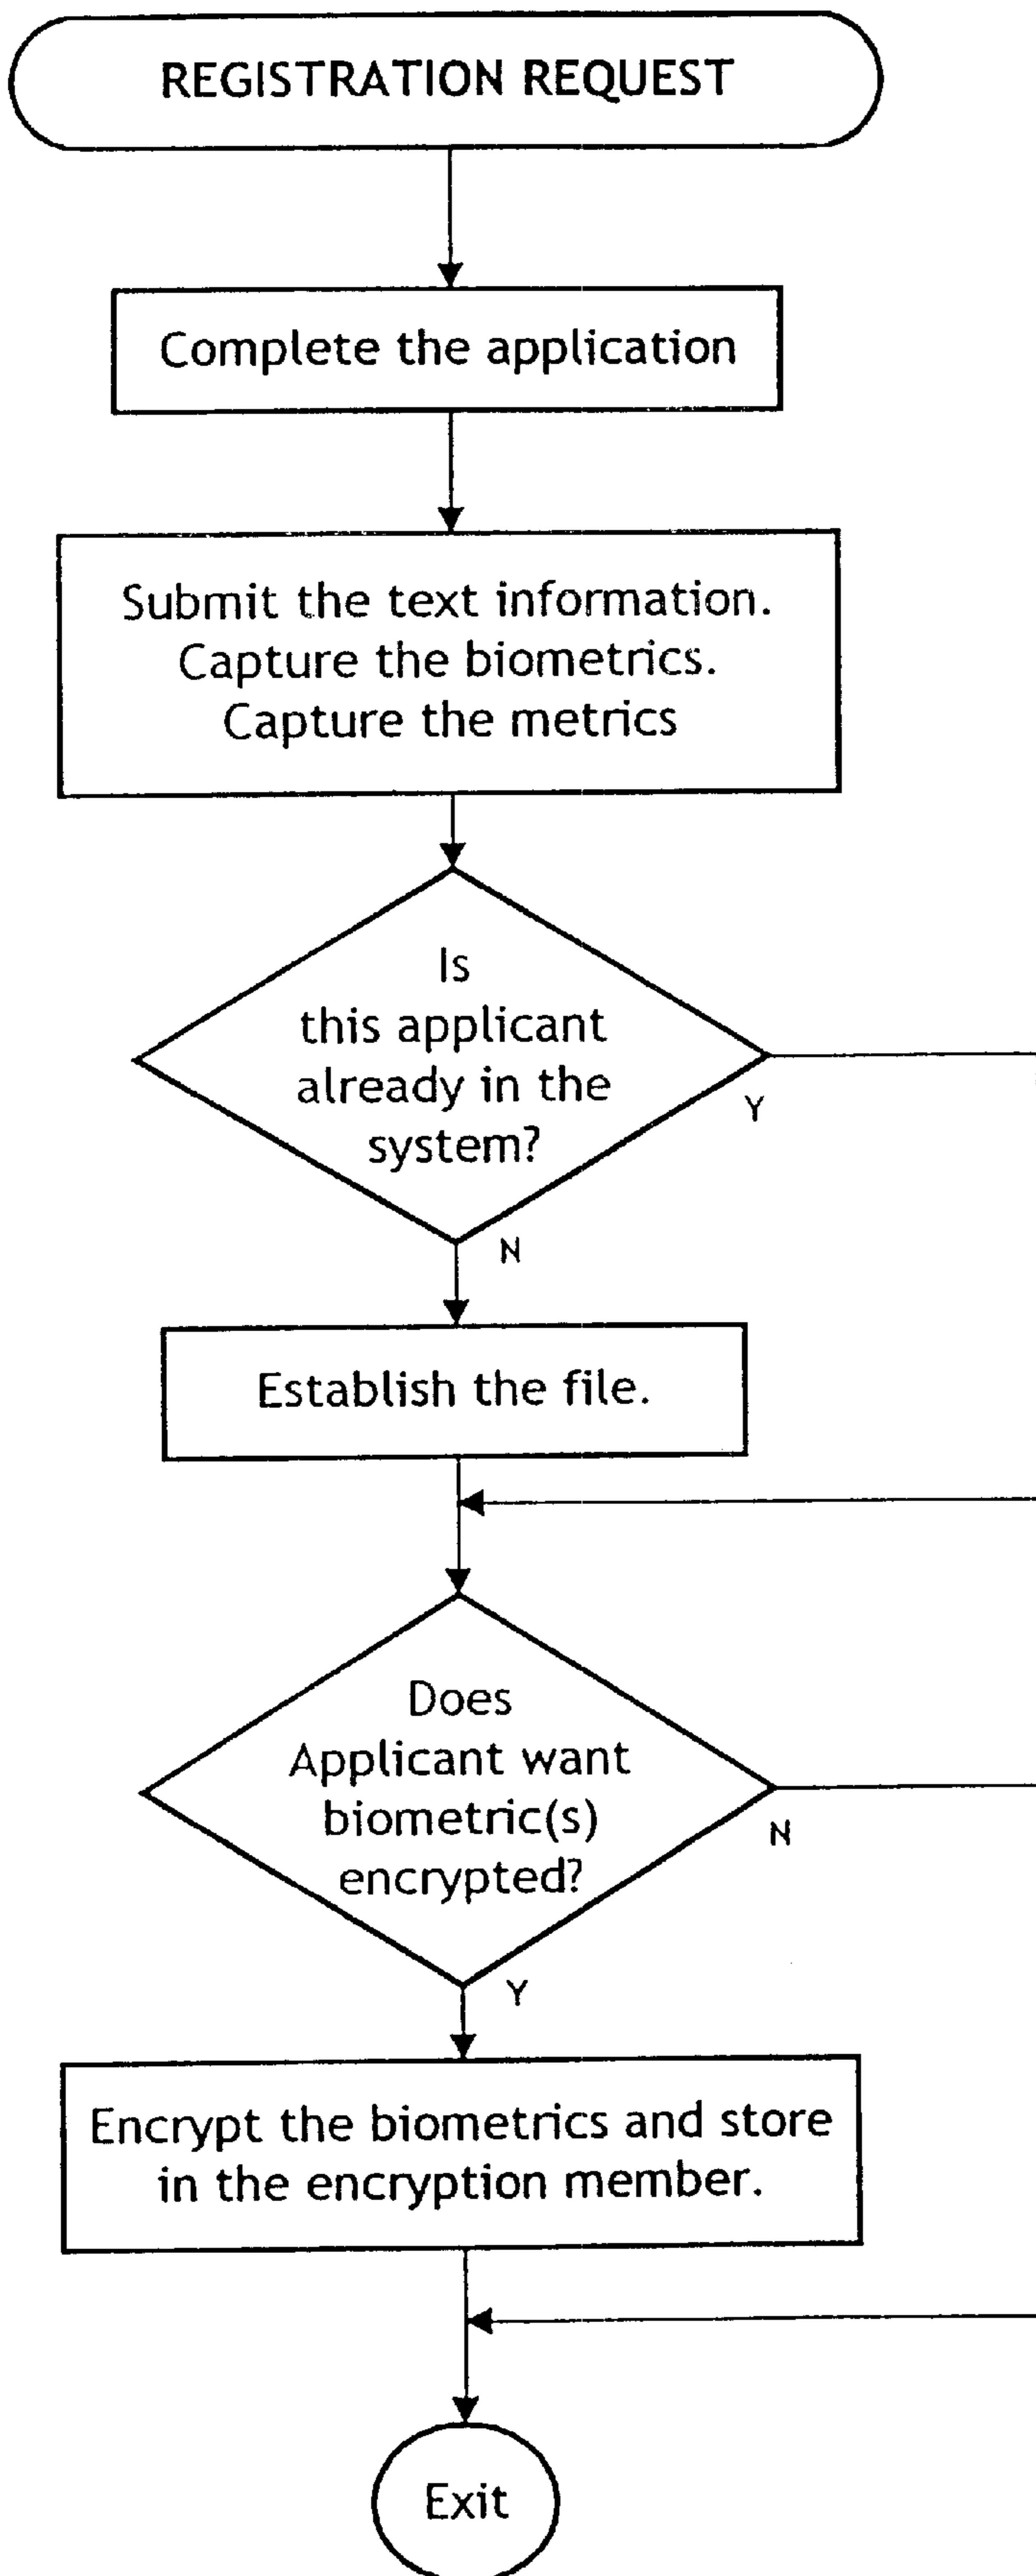 REGISTRATION REQUEST
Complete the application
Submit the text information.
Capture the biometrics.
Capture the metrics
Is
this applicant
already in the
system?
Y
N
Establish the file.
Does
Applicant want
biometric(s)
encrypted?
N
Y
Encrypt the biometrics and store
in the encryption member.
Exit